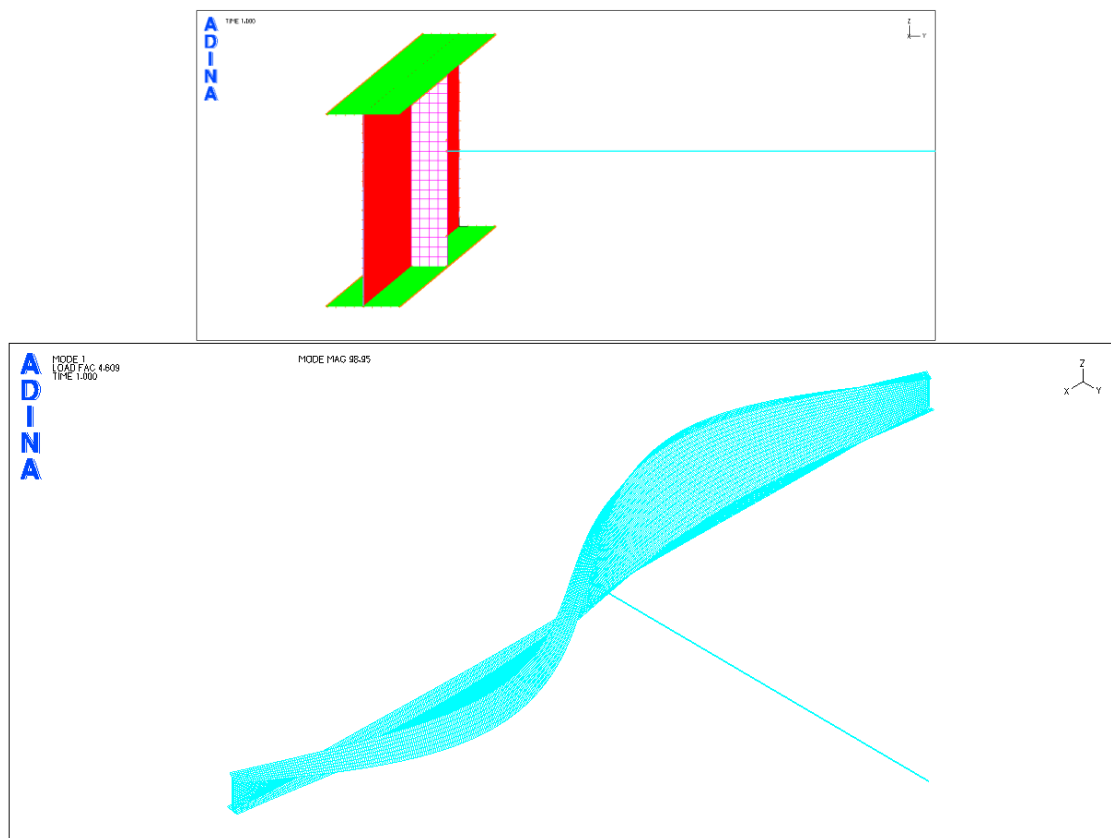 ADINA
TIME 1.000
Z
X Y
ADINA
MODE 1
LOAD FAC 4.609
TIME 1.000
MODE MAG 98.95
Z
X Y